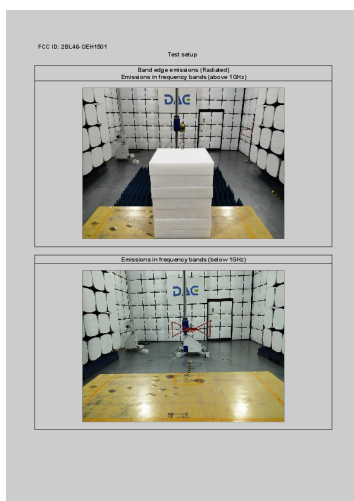 FCC ID: 2BL46-OEH1501
Test setup
Band edge emissions (Radiated)
Emissions in frequency bands (above 1GHz)
DAC
Emissions in frequency bands (below 1GHz)
DAC